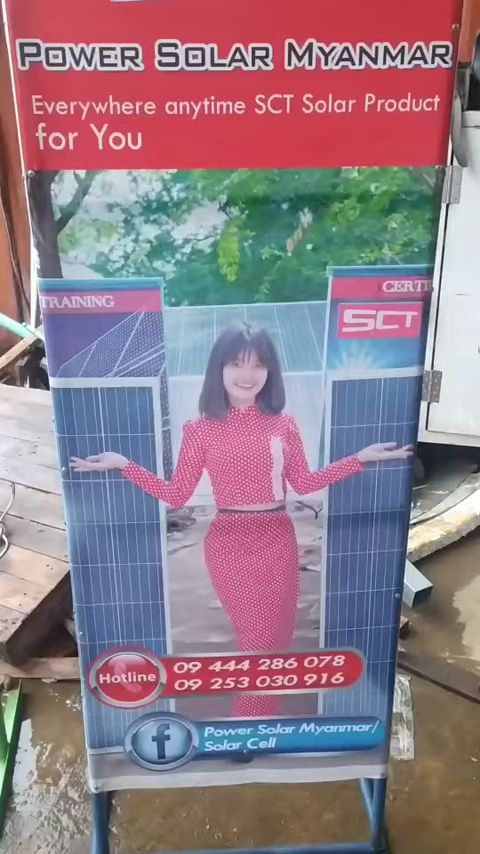 POWER SOLAR MYANMAR
Everywhere anytime SCT Solar Product
for You
TRAINING
CERTI
SCT
Hotline
09 444 286 078
09 253 030 916
f
Power Solar Myanmar/
Solar Cell